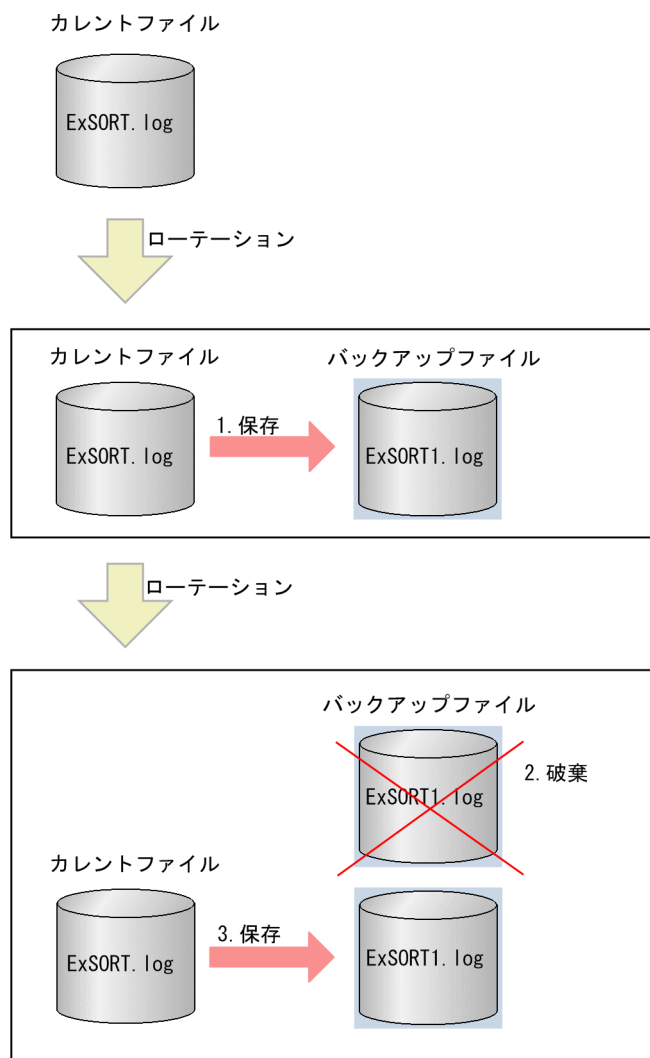 カレントファイル
ExSORT.log
ローテーション
カレントファイル
バックアップファイル
1.保存
ExSORT.log
ExSORT1.log
ローテーション
バックアップファイル
2.破棄
ExSORT1.log
カレントファイル
3.保存
ExSORT.log
ExSORT1.log